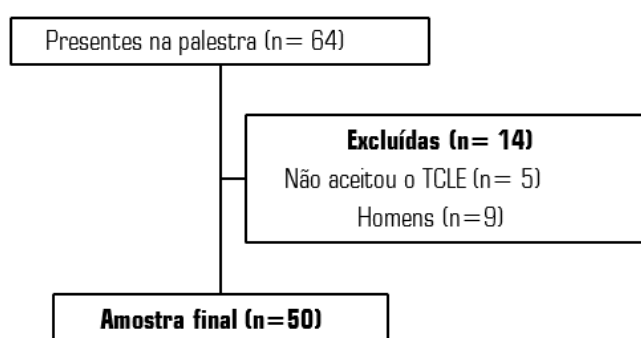 Presentes na palestra (n= 64)
Excluídas (n= 14)
Não aceitou o TCLE (n= 5)
Homens (n=9)
Amostra final (n=50)